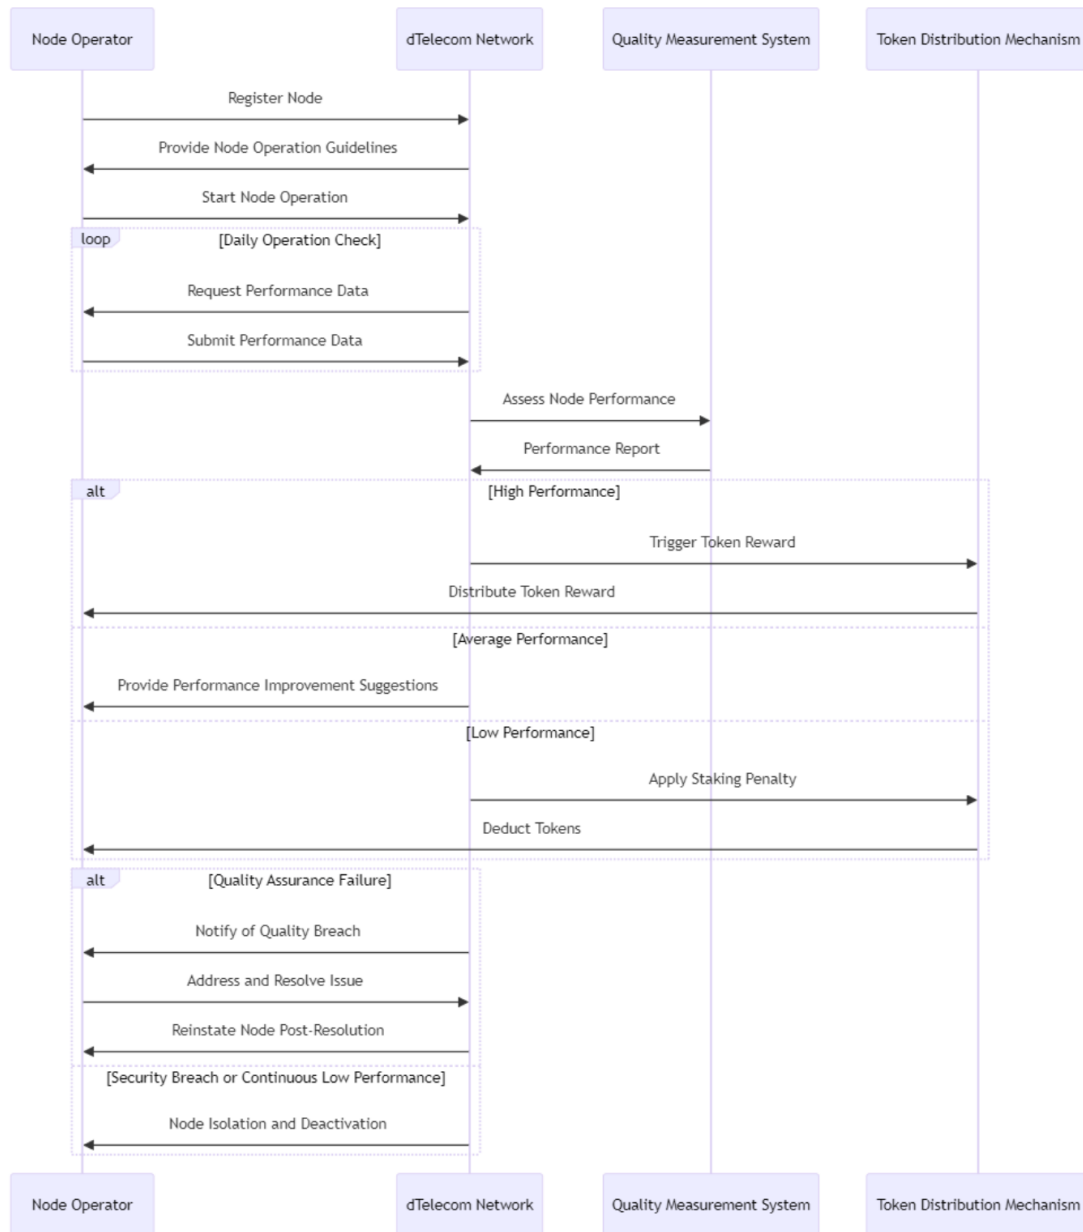 Node Operator
dTelecom Network
Quality Measurement System
Token Distribution Mechanism
Register Node
Provide Node Operation Guidelines
Start Node Operation
loop
[Daily Operation Check]
Request Performance Data
Submit Performance Data
Assess Node Performance
Performance Report
alt
[High Performance]
Trigger Token Reward
Distribute Token Reward
[Average Performance]
Provide Performance Improvement Suggestions
[Low Performance]
Apply Staking Penalty
Deduct Tokens
alt
[Quality Assurance Failure]
Notify of Quality Breach
Address and Resolve Issue
Reinstate Node Post-Resolution
[Security Breach or Continuous Low Performance]
Node Isolation and Deactivation
Node Operator
dTelecom Network
Quality Measurement System
Token Distribution Mechanism